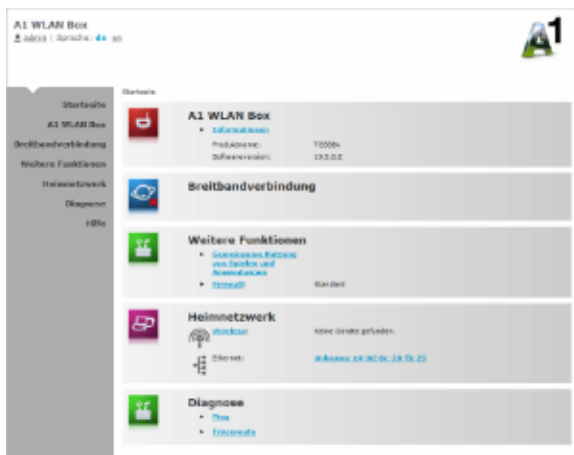 A1 WLAN Box
admin | Sprache: de en
A1
Startseite
Startseite
A1 WLAN Box
Breitbandverbindung
Weitere Funktionen
Heimnetzwerk
Diagnose
Hilfe
A1 WLAN Box
Informationen
Produktname:
Softwareversion:
Breitbandverbindung
Weitere Funktionen
Gemeinsame Nutzung
von Spielen und
Anwendungen
Firewall
Standard
Heimnetzwerk
Wireless
Keine Geräte gefunden.
Ethernet:
Diagnose
Ping
Traceroute